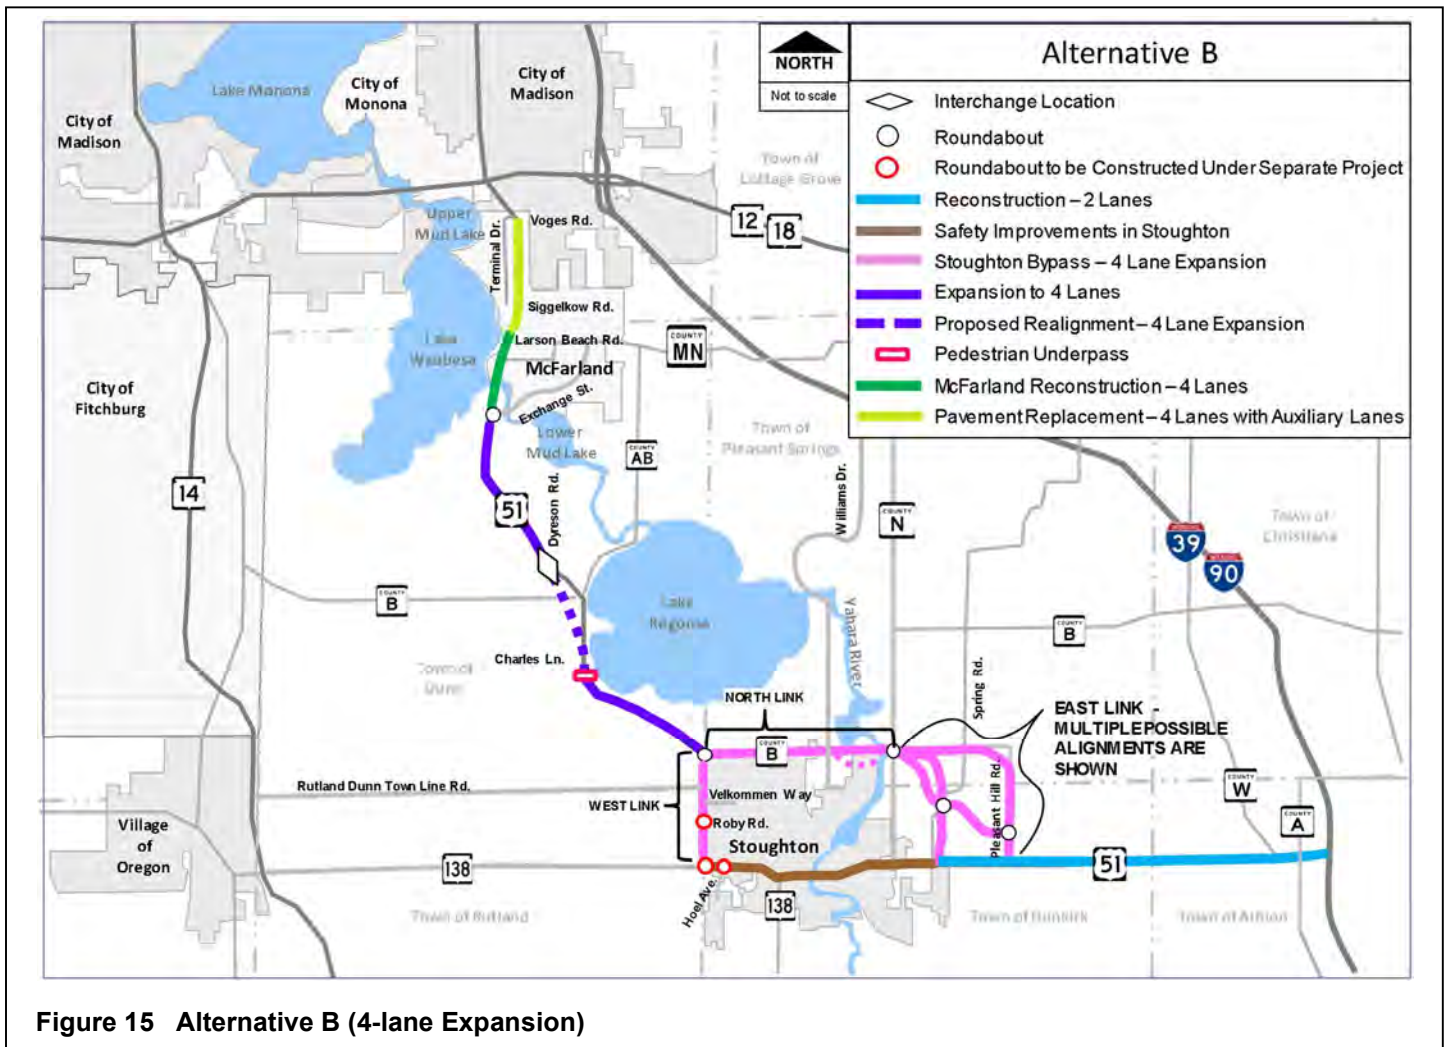 Alternative B
NORTH
Not to scale
Interchange Location
Roundabout
Roundabout to be Constructed Under Separate Project
Reconstruction – 2 Lanes
Safety Improvements in Stoughton
Stoughton Bypass – 4 Lane Expansion
Expansion to 4 Lanes
Proposed Realignment – 4 Lane Expansion
Pedestrian Underpass
McFarland Reconstruction – 4 Lanes
Pavement Replacement – 4 Lanes with Auxiliary Lanes
Lake Monona
City of
Monona
City of
Madison
City of
Madison
Town of
Cottage Grove
Upper
Mud Lake
Terminal Dr.
Voges Rd.
12
18
Siggelkow Rd.
Larson Beach Rd.
COUNTY
MN
McFarland
Lake
Waubesa
City of
Fitchburg
Exchange St.
Lower
Mud Lake
Town of
Pleasant Springs
COUNTY
AB
14
51
Dyreson Rd.
Williams Dr.
COUNTY
N
39
90
Town of
Christiana
COUNTY
B
Lake
Kegonsa
Yahara River
COUNTY
B
Charles Ln.
Town of
Dunn
NORTH LINK
Spring Rd.
EAST LINK -
MULTIPLE POSSIBLE
ALIGNMENTS ARE
SHOWN
COUNTY
B
Rutland Dunn Town Line Rd.
Velkommen Way
WEST LINK
Roby Rd.
Pleasant Hill Rd.
COUNTY
W
COUNTY
A
Village
of
Oregon
Stoughton
138
51
Hoel Ave.
138
Town of Rutland
Town of Dunkirk
Town of Albion
Figure 15 Alternative B (4-lane Expansion)